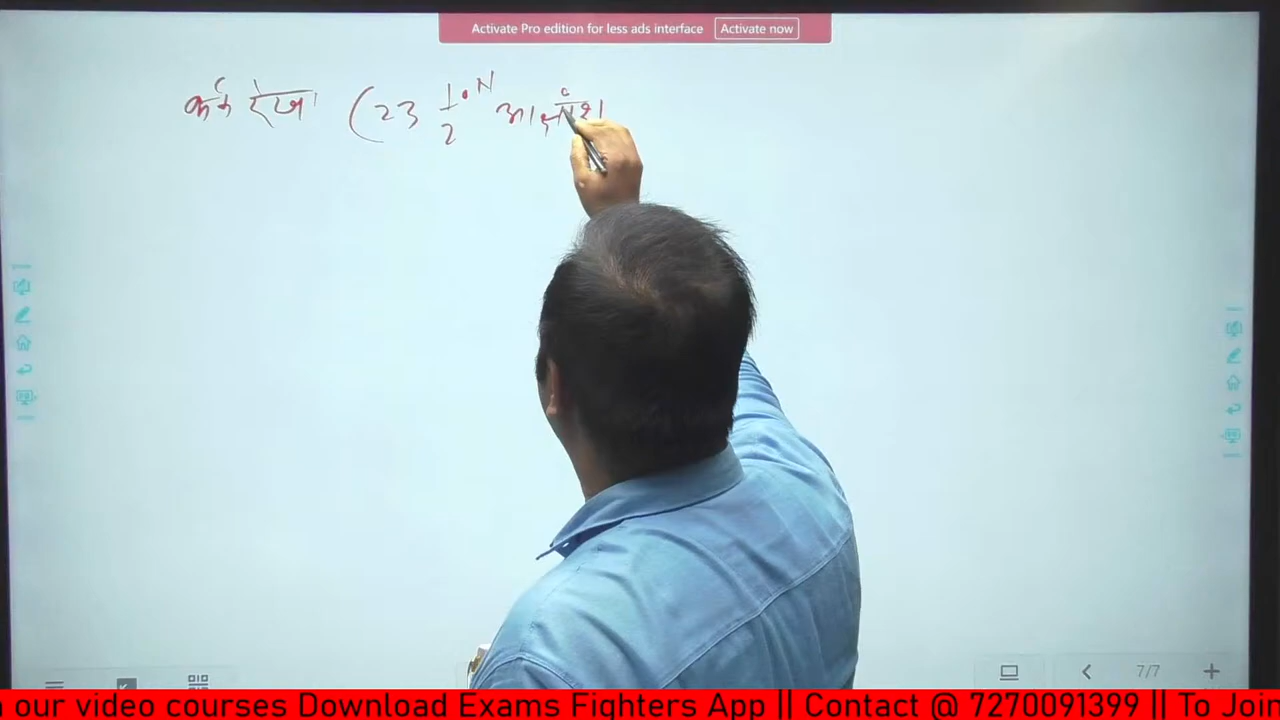 Activate Pro edition for less ads interface Activate now
कर्क रेखा (23 1/2°N अक्षांश
7/7
n our video courses Download Exams Fighters App || Contact @ 7270091399 || To Join